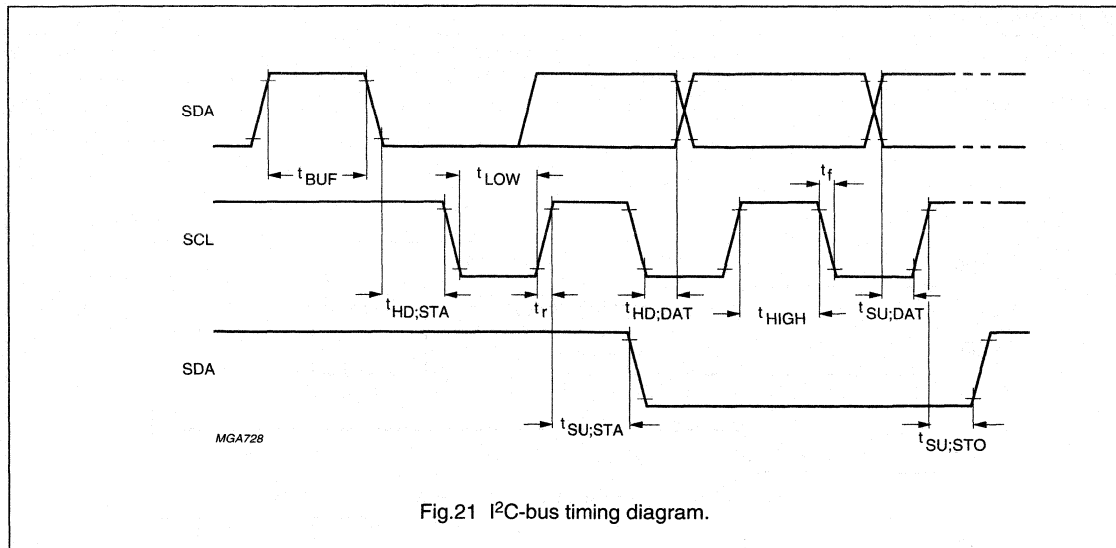 SDA
t BUF
t LOW
t f
SCL
t HD;STA
t r
t HD;DAT
t HIGH
t SU;DAT
SDA
t SU;STA
t SU;STO
MGA728
Fig.21 I²C-bus timing diagram.